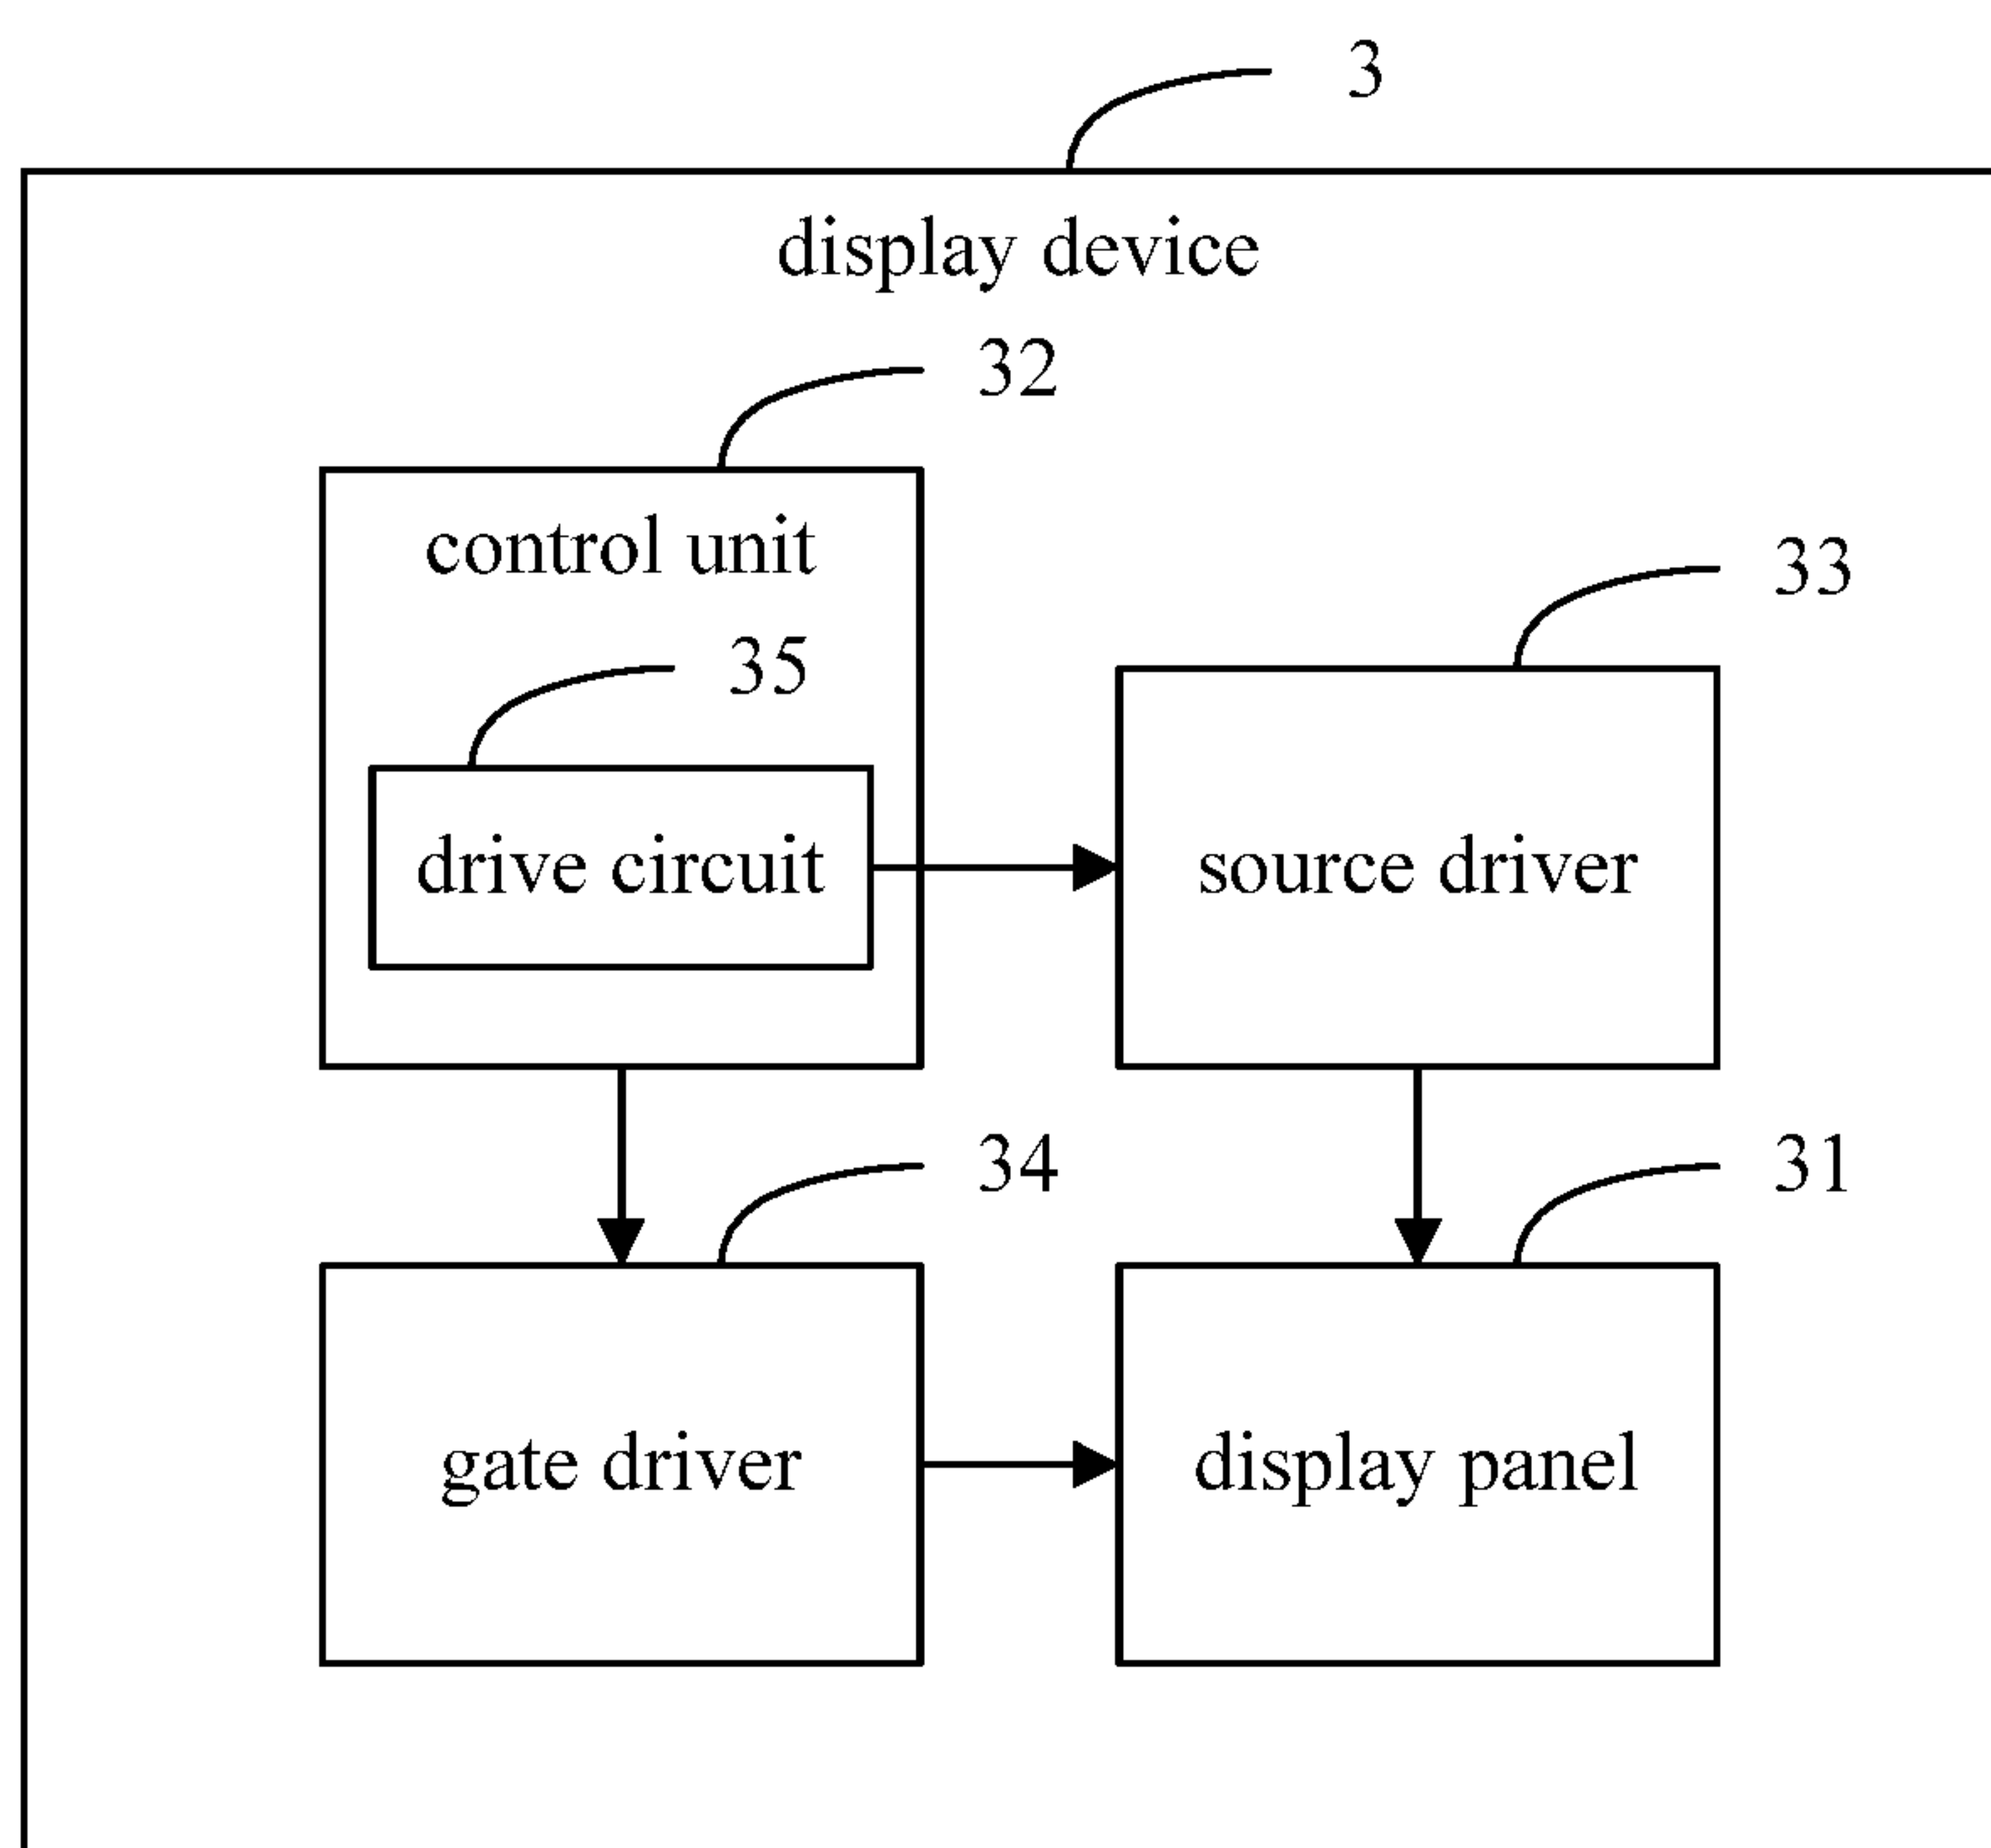 3
display device
32
control unit
33
35
drive circuit
source driver
34
31
gate driver
display panel